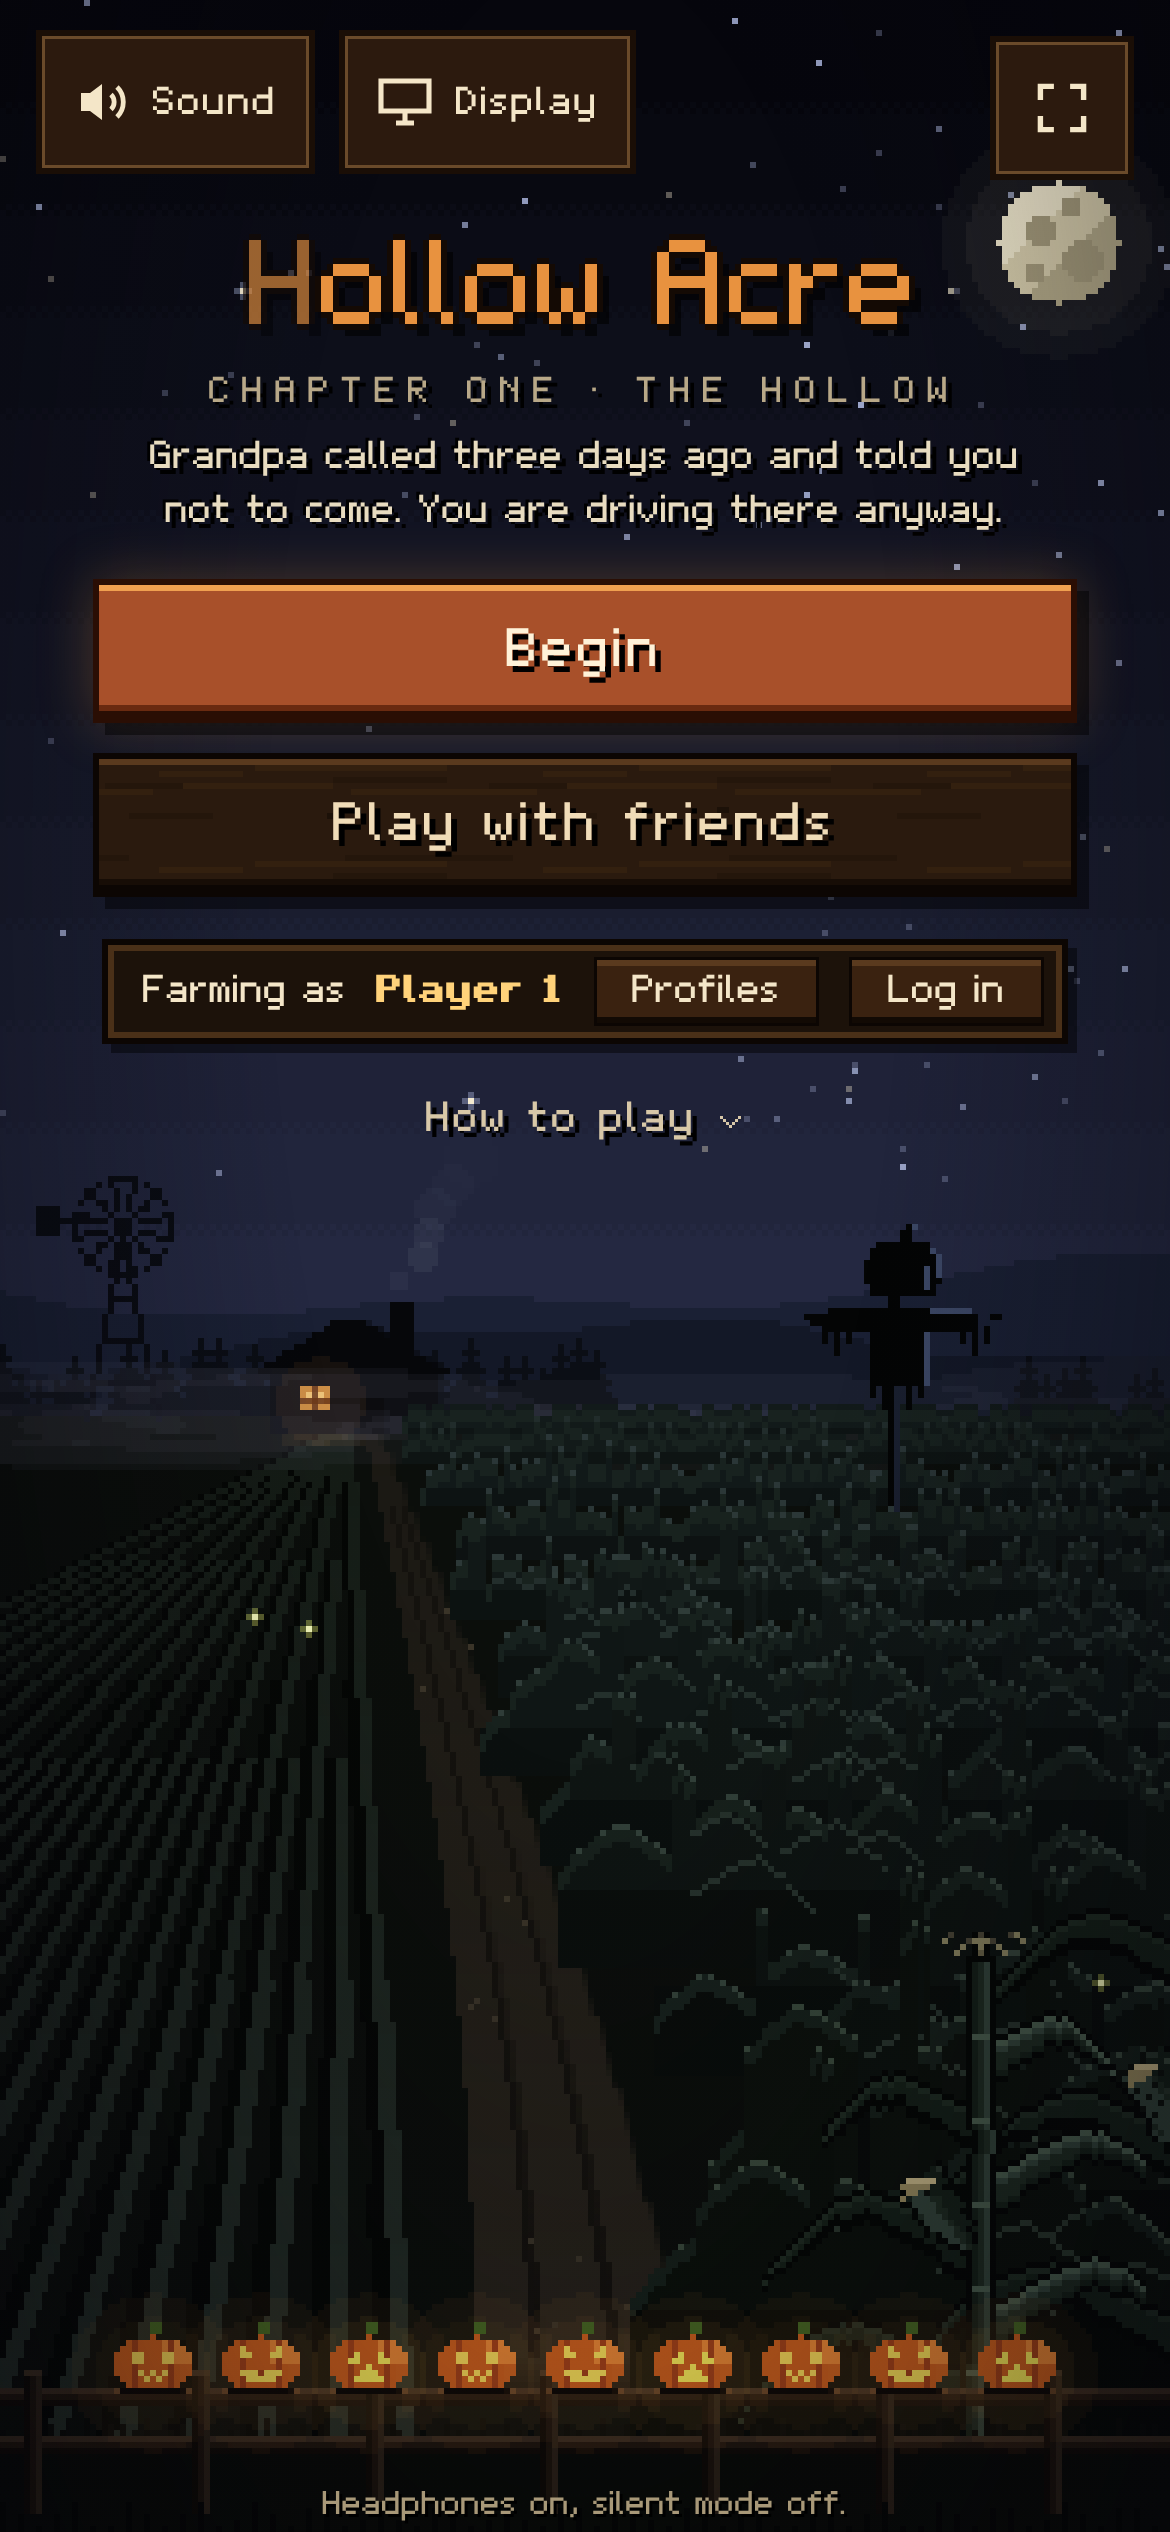 Sound
Display
Hollow Acre
CHAPTER ONE · THE HOLLOW
Grandpa called three days ago and told you
not to come. You are driving there anyway.
Begin
Play with friends
Farming as Player 1
Profiles
Log in
How to play
Headphones on, silent mode off.